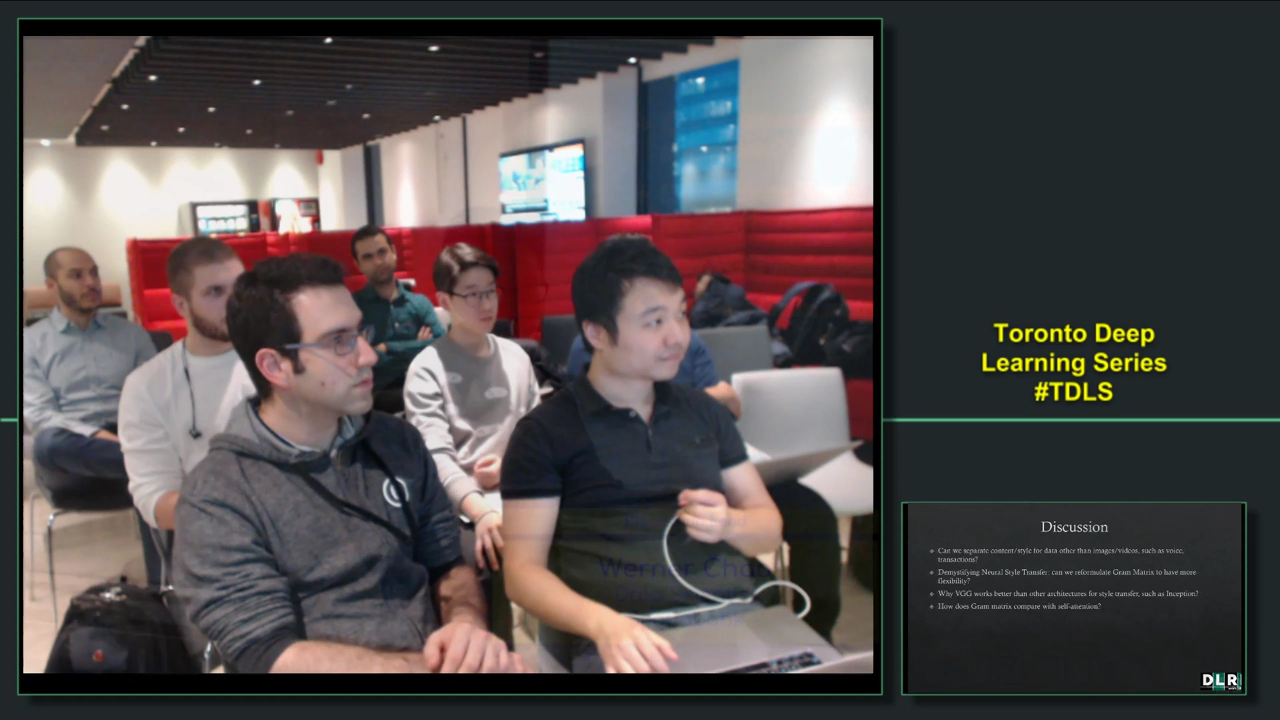 Toronto Deep
Learning Series
#TDLS
Discussion
Can we separate content/style for data other than images/videos, such as voice,
transactions?
Demystifying Neural Style Transfer: can we reformulate Gram Matrix to have more
flexibility?
Why VGG works better than other architectures for style transfer, such as Inception?
How does Gram matrix compare with self-attention?
DLR
Werner